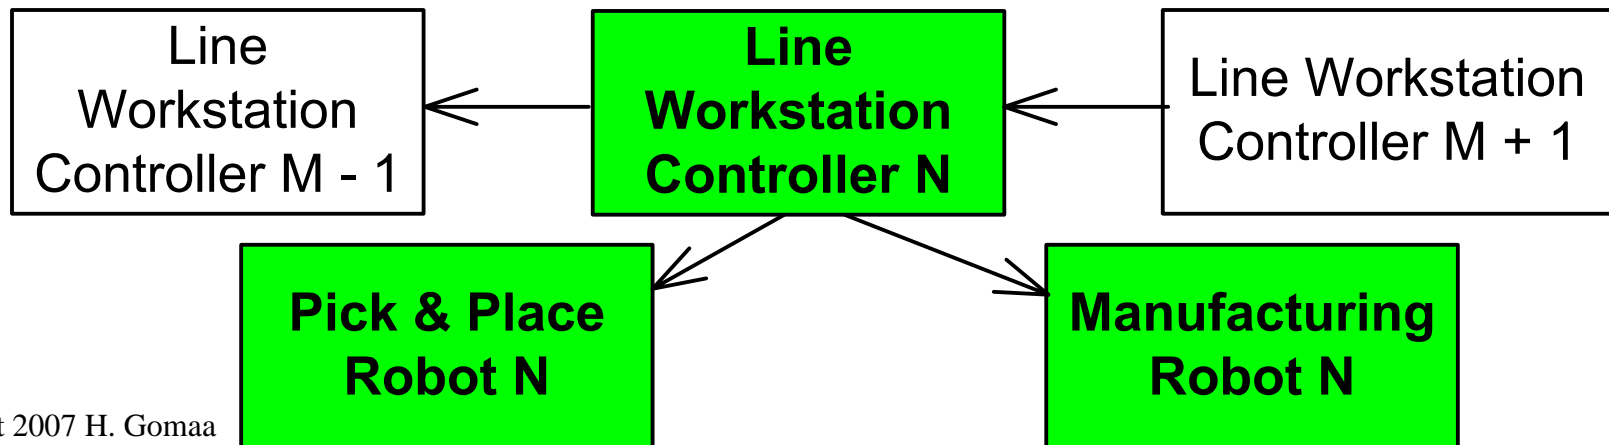 Line
Workstation
Controller M - 1
Line
Workstation
Controller N
Line Workstation
Controller M + 1
Pick & Place
Robot N
Manufacturing
Robot N
2007 H. Gomaa